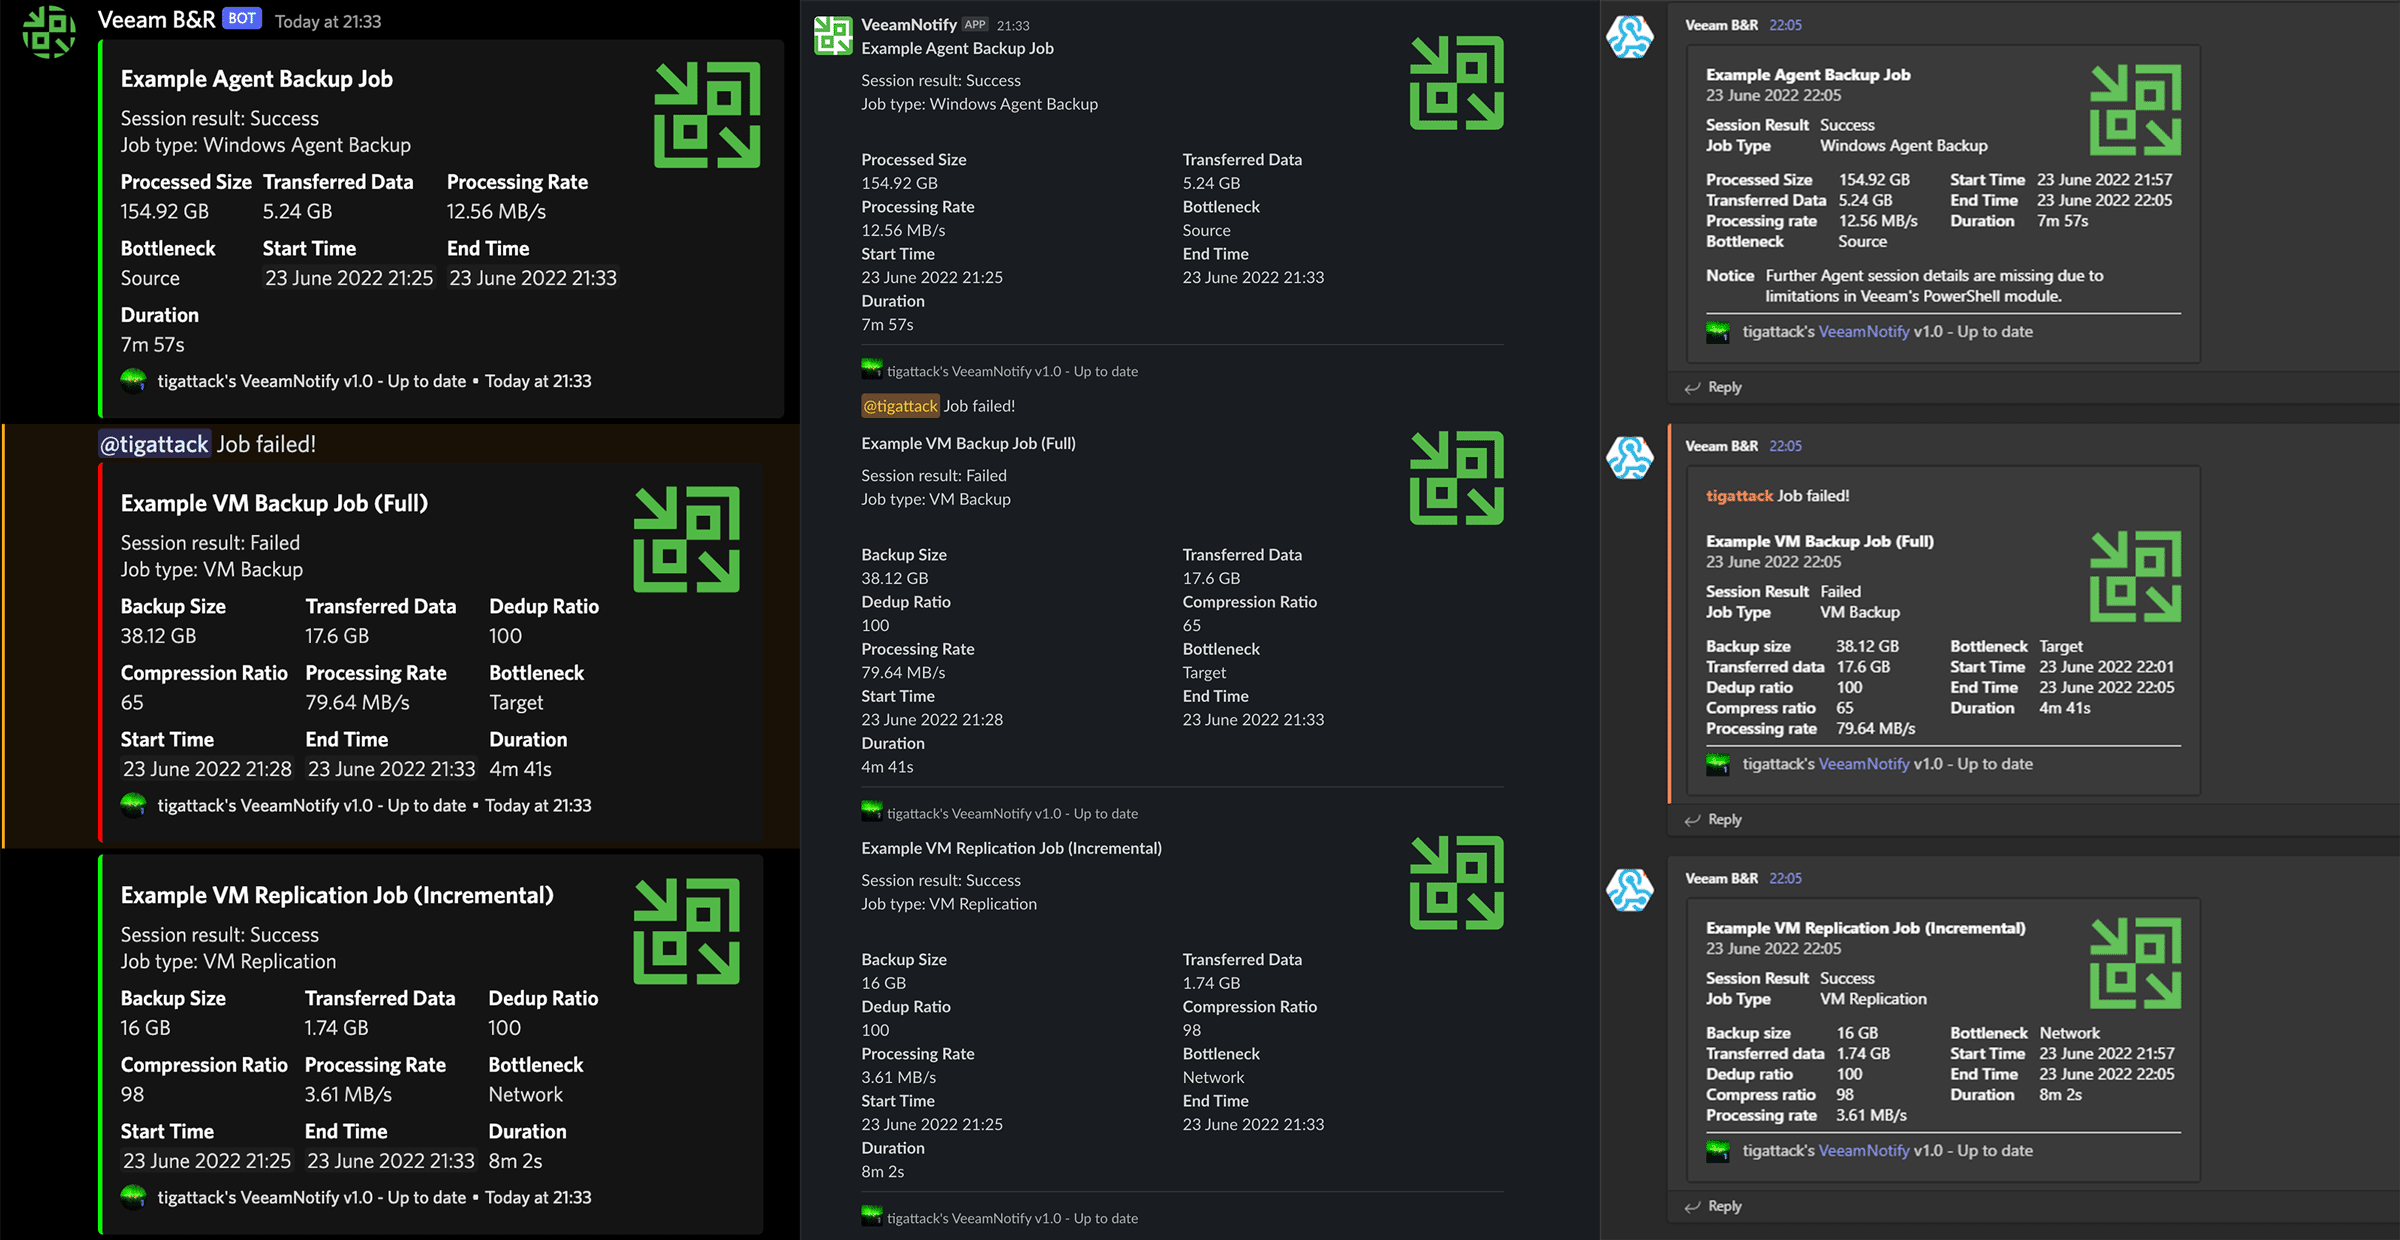 Veeam B&R BOT Today at 21:33
Example Agent Backup Job
Session result: Success
Job type: Windows Agent Backup
Processed Size Transferred Data Processing Rate
154.92 GB 5.24 GB 12.56 MB/s
Bottleneck Start Time End Time
Source 23 June 2022 21:25 23 June 2022 21:33
Duration
7m 57s
tigattack's VeeamNotify v1.0 - Up to date • Today at 21:33
@tigattack Job failed!
Example VM Backup Job (Full)
Session result: Failed
Job type: VM Backup
Backup Size Transferred Data Dedup Ratio
38.12 GB 17.6 GB 100
Compression Ratio Processing Rate Bottleneck
65 79.64 MB/s Target
Start Time End Time Duration
23 June 2022 21:28 23 June 2022 21:33 4m 41s
tigattack's VeeamNotify v1.0 - Up to date • Today at 21:33
Example VM Replication Job (Incremental)
Session result: Success
Job type: VM Replication
Backup Size Transferred Data Dedup Ratio
16 GB 1.74 GB 100
Compression Ratio Processing Rate Bottleneck
98 3.61 MB/s Network
Start Time End Time Duration
23 June 2022 21:25 23 June 2022 21:33 8m 2s
tigattack's VeeamNotify v1.0 - Up to date • Today at 21:33
VeeamNotify APP 21:33
Example Agent Backup Job
Session result: Success
Job type: Windows Agent Backup
Processed Size Transferred Data
154.92 GB 5.24 GB
Processing Rate Bottleneck
12.56 MB/s Source
Start Time End Time
23 June 2022 21:25 23 June 2022 21:33
Duration
7m 57s
tigattack's VeeamNotify v1.0 - Up to date
@tigattack Job failed!
Example VM Backup Job (Full)
Session result: Failed
Job type: VM Backup
Backup Size Transferred Data
38.12 GB 17.6 GB
Dedup Ratio Compression Ratio
100 65
Processing Rate Bottleneck
79.64 MB/s Target
Start Time End Time
23 June 2022 21:28 23 June 2022 21:33
Duration
4m 41s
tigattack's VeeamNotify v1.0 - Up to date
Example VM Replication Job (Incremental)
Session result: Success
Job type: VM Replication
Backup Size Transferred Data
16 GB 1.74 GB
Dedup Ratio Compression Ratio
100 98
Processing Rate Bottleneck
3.61 MB/s Network
Start Time End Time
23 June 2022 21:25 23 June 2022 21:33
Duration
8m 2s
tigattack's VeeamNotify v1.0 - Up to date
Veeam B&R 22:05
Example Agent Backup Job
23 June 2022 22:05
Session Result Success
Job Type Windows Agent Backup
Processed Size 154.92 GB Start Time 23 June 2022 21:57
Transferred Data 5.24 GB End Time 23 June 2022 22:05
Processing rate 12.56 MB/s Duration 7m 57s
Bottleneck Source
Notice Further Agent session details are missing due to
limitations in Veeam's PowerShell module.
tigattack's VeeamNotify v1.0 - Up to date
Reply
Veeam B&R 22:05
tigattack Job failed!
Example VM Backup Job (Full)
23 June 2022 22:05
Session Result Failed
Job Type VM Backup
Backup size 38.12 GB Bottleneck Target
Transferred data 17.6 GB Start Time 23 June 2022 22:01
Dedup ratio 100 End Time 23 June 2022 22:05
Compress ratio 65 Duration 4m 41s
Processing rate 79.64 MB/s
tigattack's VeeamNotify v1.0 - Up to date
Reply
Veeam B&R 22:05
Example VM Replication Job (Incremental)
23 June 2022 22:05
Session Result Success
Job Type VM Replication
Backup size 16 GB Bottleneck Network
Transferred data 1.74 GB Start Time 23 June 2022 21:57
Dedup ratio 100 End Time 23 June 2022 22:05
Compress ratio 98 Duration 8m 2s
Processing rate 3.61 MB/s
tigattack's VeeamNotify v1.0 - Up to date
Reply